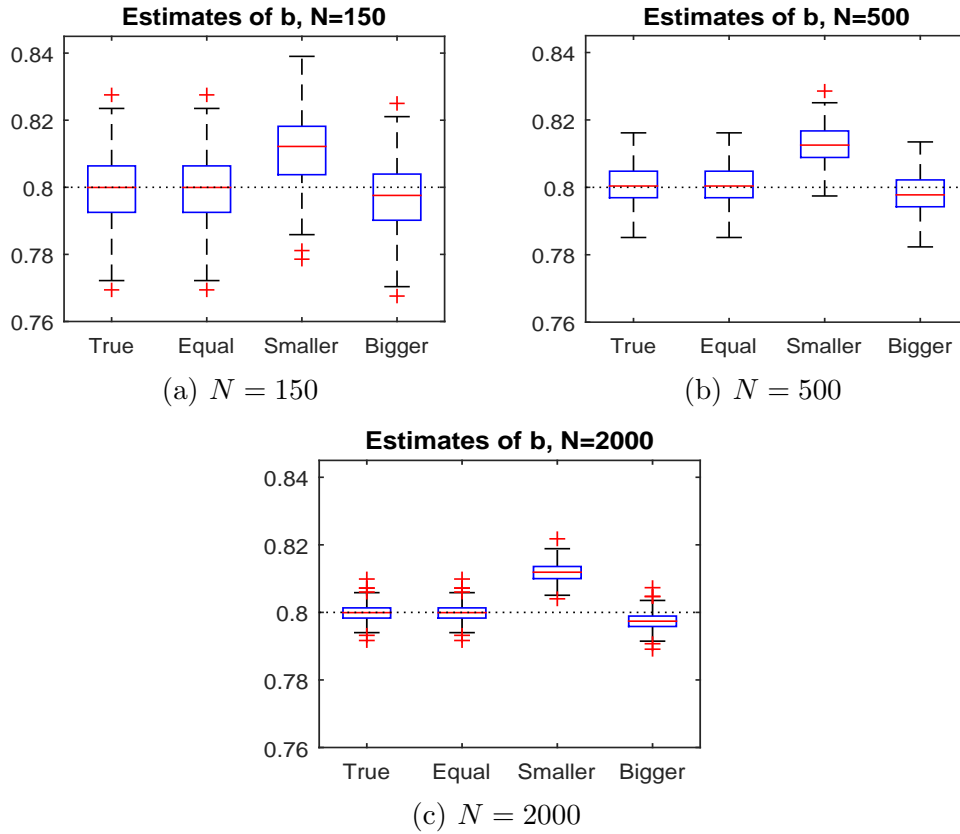 Estimates of b, N=150
0.84
0.82
0.8
0.78
0.76
True Equal Smaller Bigger
(a) N = 150
Estimates of b, N=500
0.84
0.82
0.8
0.78
0.76
True Equal Smaller Bigger
(b) N = 500
Estimates of b, N=2000
0.84
0.82
0.8
0.78
0.76
True Equal Smaller Bigger
(c) N = 2000